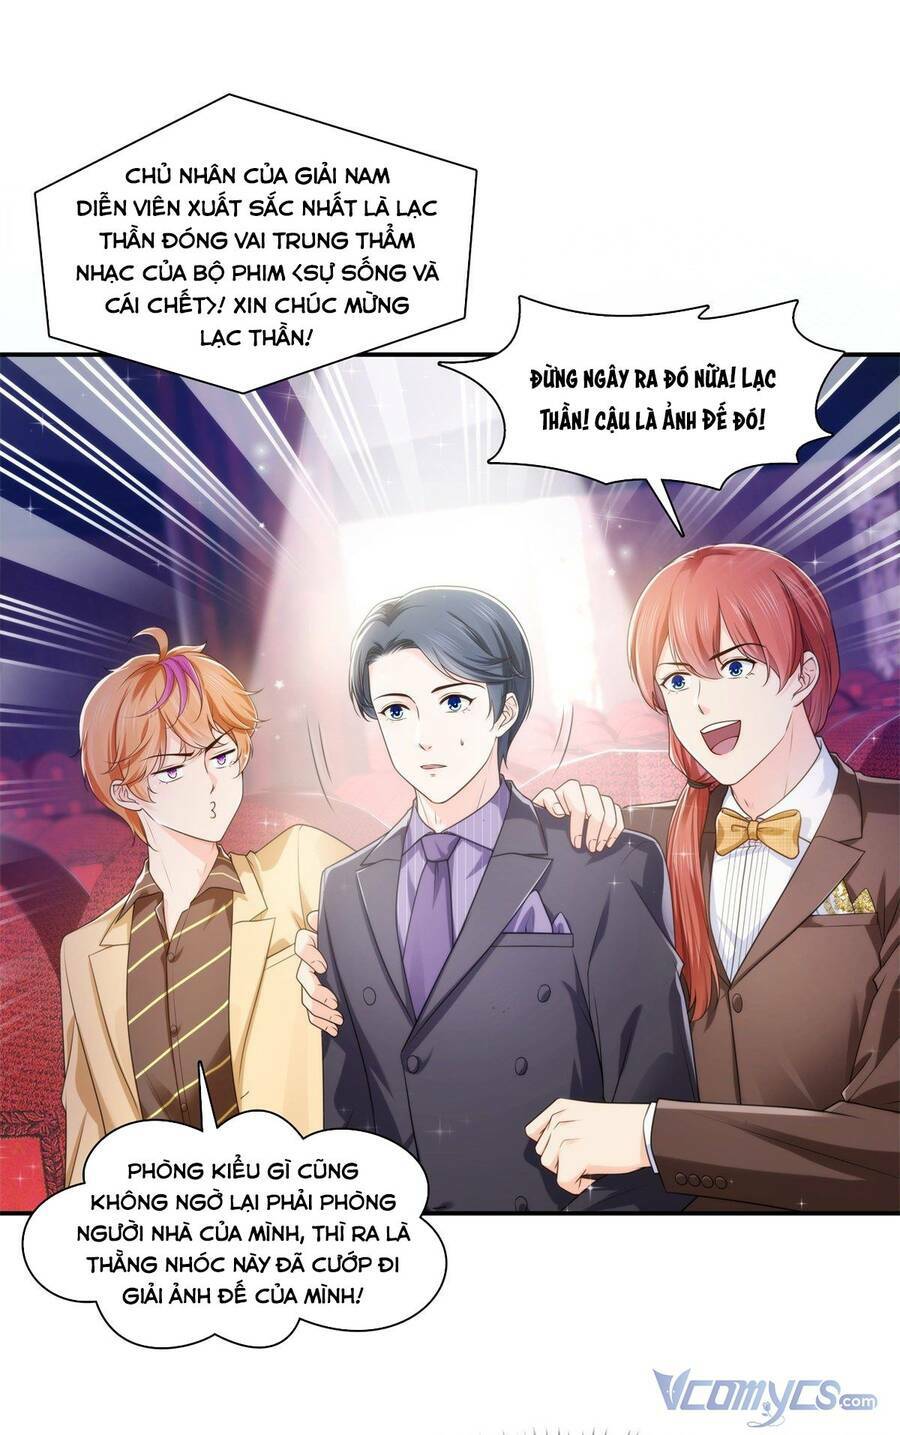 CHỦ NHÂN CỦA GIẢI NAM
DIỄN VIÊN XUẤT SẮC NHẤT LÀ LẠC
THẦN ĐÓNG VAI TRUNG THẨM
NHẠC CỦA BỘ PHIM <SỰ SỐNG VÀ
CÁI CHẾT>! XIN CHÚC MỪNG
LẠC THẦN!
ĐỪNG NGÂY RA ĐÓ NỮA! LẠC
THẦN! CẬU LÀ ẢNH ĐẾ ĐÓ!
PHÒNG KIỂU GÌ CŨNG
KHÔNG NGỜ LẠI PHẢI PHÒNG
NGƯỜI NHÀ CỦA MÌNH, THÌ RA LÀ
THẰNG NHÓC NÀY ĐÃ CƯỚP ĐI
GIẢI ẢNH ĐẾ CỦA MÌNH!
VCOMYCS.com